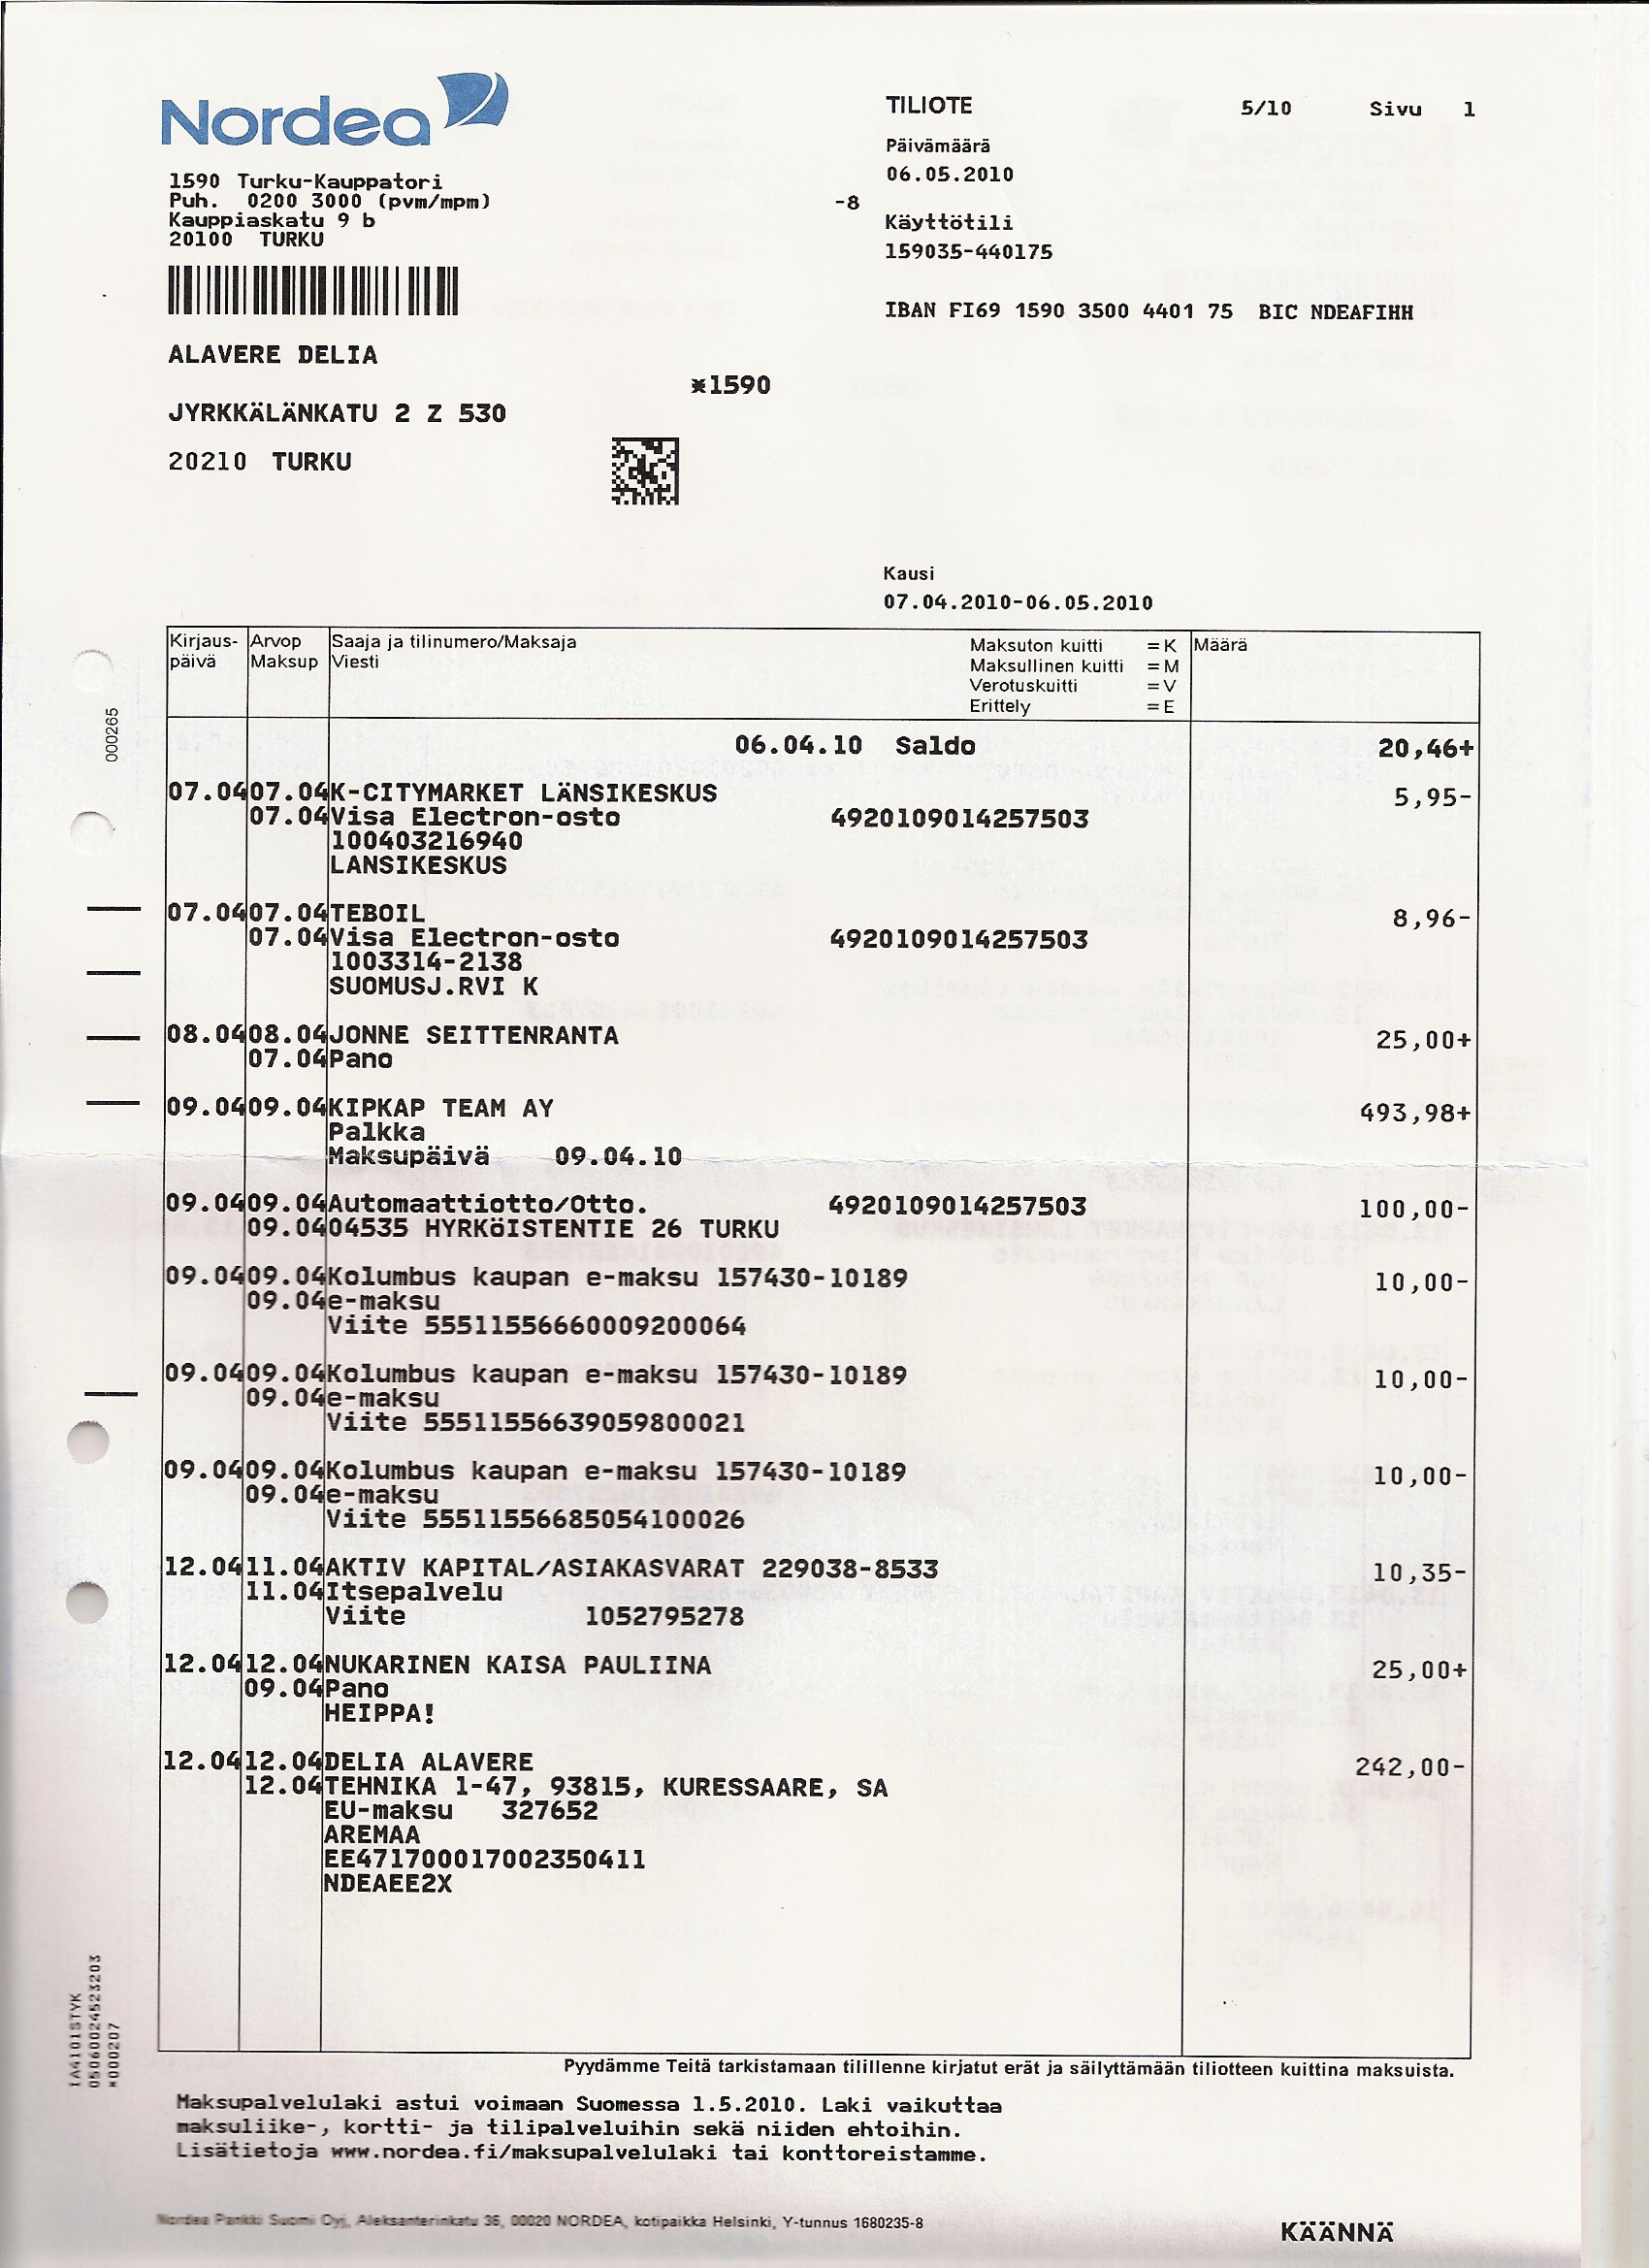 Nordea
TILIOTE 5/10 Sivu 1
Päivämäärä
06.05.2010
1590 Turku-Kauppatori
Puh. 0200 3000 (pvm/mpm)
-8
Kauppiaskatu 9 b
Käyttötili
20100 TURKU
159035-440175
IBAN FI69 1590 3500 4401 75 BIC NDEAFIHH
ALAVERE DELIA
*1590
JYRKKÄLÄNKATU 2 Z 530
20210 TURKU
Kausi
07.04.2010-06.05.2010
Kirjaus- Arvop Saaja ja tilinumero/Maksaja Maksuton kuitti =K Määrä
päivä Maksup Viesti Maksullinen kuitti =M
Verotuskuitti =V
Erittely =E
06.04.10 Saldo 20,46+
07.04 07.04 K-CITYMARKET LÄNSIKESKUS 5,95-
07.04 Visa Electron-osto 4920109014257503
100403216940
LANSIKESKUS
07.04 07.04 TEBOIL 8,96-
07.04 Visa Electron-osto 4920109014257503
1003314-2138
SUOMUSJ.RVI K
08.04 08.04 JONNE SEITTENRANTA 25,00+
07.04 Pano
09.04 09.04 KIPKAP TEAM AY 493,98+
Palkka
Maksupäivä 09.04.10
09.04 09.04 Automaattiotto/Otto. 4920109014257503 100,00-
09.04 04535 HYRKöISTENTIE 26 TURKU
09.04 09.04 Kolumbus kaupan e-maksu 157430-10189 10,00-
09.04 e-maksu
Viite 55511556660009200064
09.04 09.04 Kolumbus kaupan e-maksu 157430-10189 10,00-
09.04 e-maksu
Viite 55511556639059800021
09.04 09.04 Kolumbus kaupan e-maksu 157430-10189 10,00-
09.04 e-maksu
Viite 55511556685054100026
12.04 11.04 AKTIV KAPITAL/ASIAKASVARAT 229038-8533 10,35-
11.04 Itsepalvelu
Viite 1052795278
12.04 12.04 NUKARINEN KAISA PAULIINA 25,00+
09.04 Pano
HEIPPA!
12.04 12.04 DELIA ALAVERE 242,00-
12.04 TEHNIKA 1-47, 93815, KURESSAARE, SA
EU-maksu 327652
AREMAA
EE471700017002350411
NDEAEE2X
000265
IA4101STYK
05060024523203
*000207
Pyydämme Teitä tarkistamaan tilillenne kirjatut erät ja säilyttämään tiliotteen kuittina maksuista.
Maksupalvelulaki astui voimaan Suomessa 1.5.2010. Laki vaikuttaa
maksuliike-, kortti- ja tilipalveluihin sekä niiden ehtoihin.
Lisätietoja www.nordea.fi/maksupalvelulaki tai konttoreistamme.
Nordea Pankki Suomi Oyj, Aleksanterinkatu 36, 00020 NORDEA, kotipaikka Helsinki, Y-tunnus 1680235-8
KÄÄNNÄ